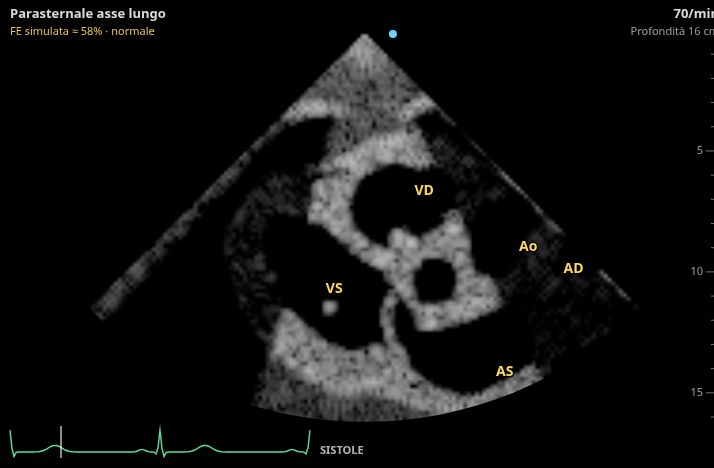 Parasternale asse lungo
70/min
FE simulata ≈ 58% · normale
Profondità 16 cm
5
VD
Ao
AD
10
VS
AS
15
SISTOLE